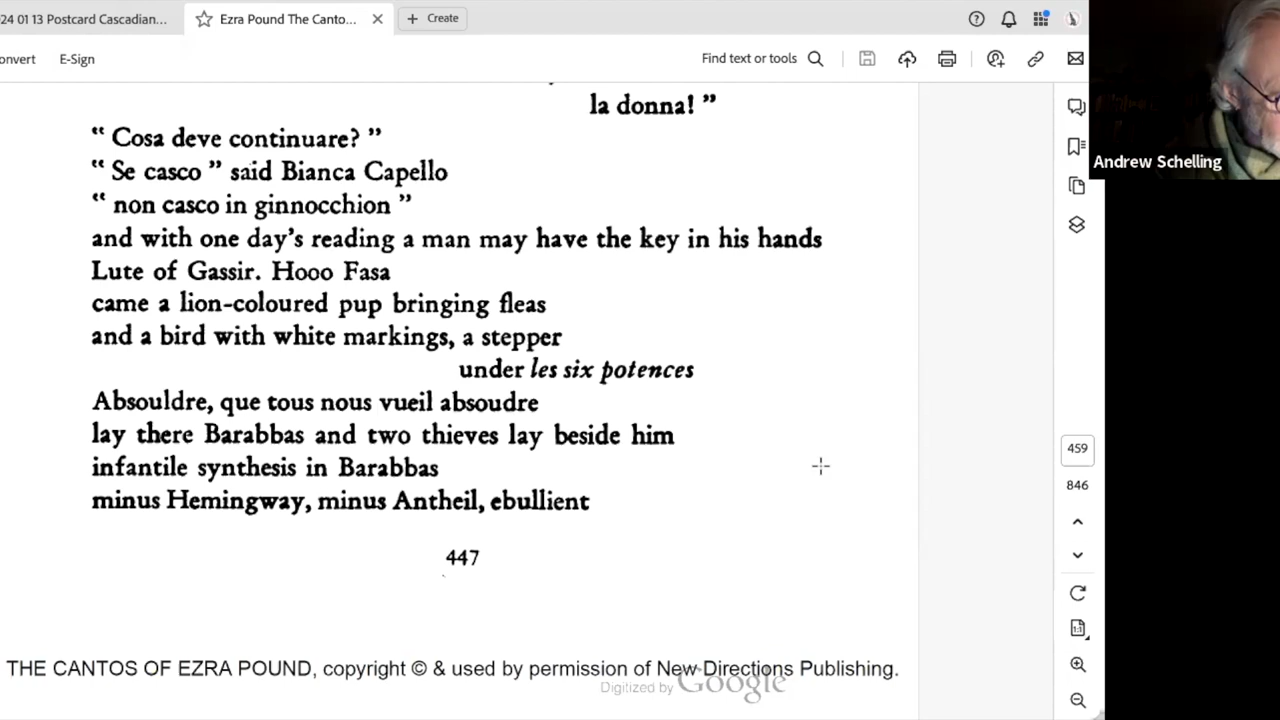 24 01 13 Postcard Cascadian...
Ezra Pound The Canto...
Create
onvert
E-Sign
Find text or tools
Andrew Schelling
la donna! ”
“ Cosa deve continuare? ”
“ Se casco ” said Bianca Capello
“ non casco in ginnocchion ”
and with one day’s reading a man may have the key in his hands
Lute of Gassir. Hooo Fasa
came a lion-coloured pup bringing fleas
and a bird with white markings, a stepper
under les six potences
Absouldre, que tous nous vueil absoudre
lay there Barabbas and two thieves lay beside him
infantile synthesis in Barabbas
minus Hemingway, minus Antheil, ebullient
447
459
846
1:1
THE CANTOS OF EZRA POUND, copyright © & used by permission of New Directions Publishing.
Digitized by Google